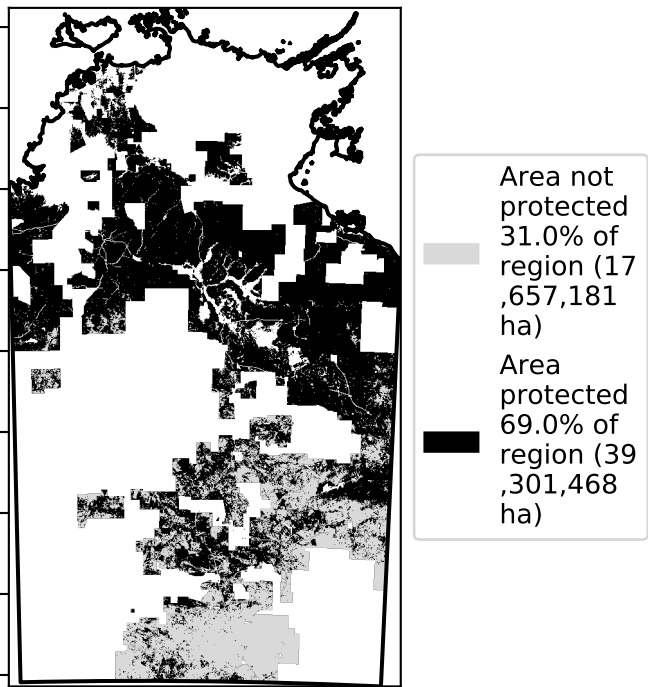 Area not
protected
31.0% of
region (17
,657,181
ha)
Area
protected
69.0% of
region (39
,301,468
ha)